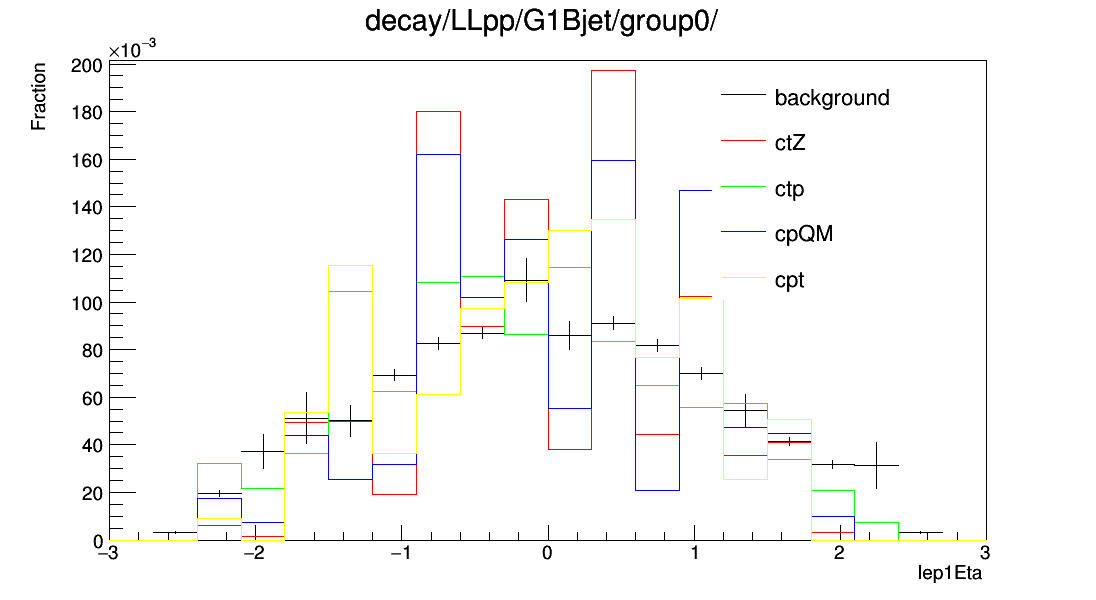 decay/LLpp/G1Bjet/group0/
×10⁻³
Fraction
200
180
160
140
120
100
80
60
40
20
0
background
ctZ
ctp
cpQM
cpt
−3 −2 −1 0 1 2 3
lep1Eta